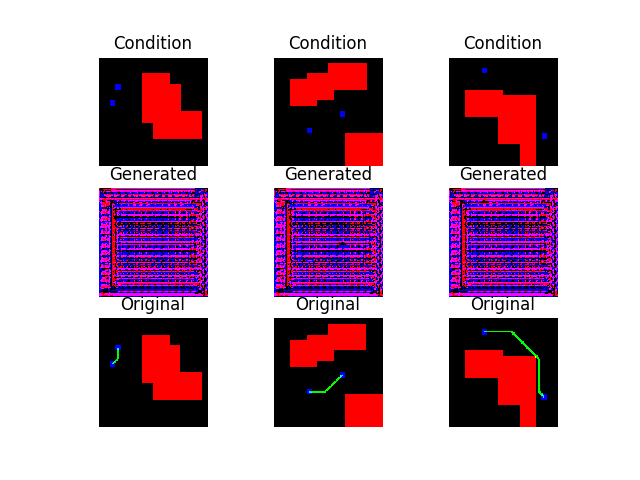 Condition Condition Condition
Generated Generated Generated
Original Original Original